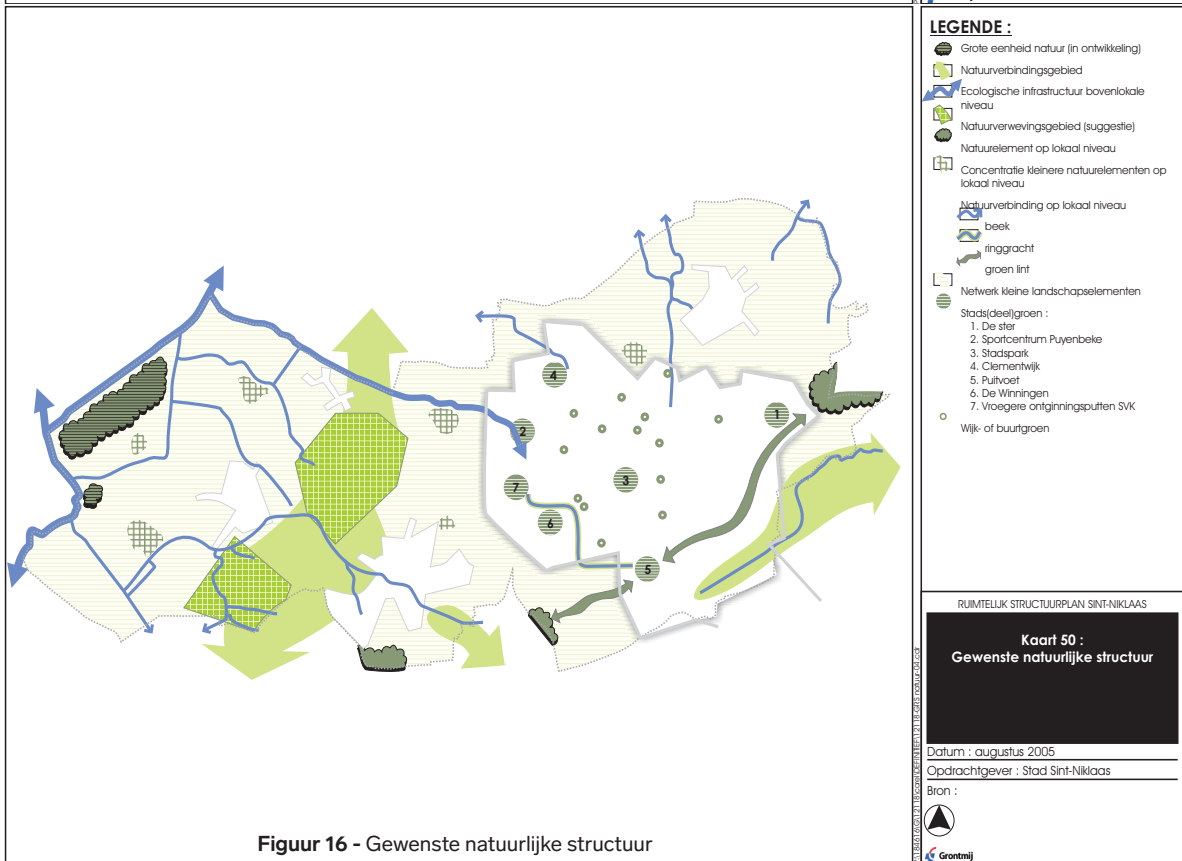 LEGENDE :
Grote eenheid natuur (in ontwikkeling)
Natuurverbindingsgebied
Ecologische infrastructuur bovenlokale
niveau
Natuurverwevingsgebied (suggestie)
Natuurelement op lokaal niveau
Concentratie kleinere natuurelementen op
lokaal niveau
Natuurverbinding op lokaal niveau
beek
ringgracht
groen lint
Netwerk kleine landschapselementen
Stads(deel)groen :
1. De ster
2. Sportcentrum Puyenbeke
3. Stadspark
4. Clementwijk
5. Puitvoet
6. De Winningen
7. Vroegere ontginningsputten SVK
Wijk- of buurtgroen
4
1
2
3
7
6
5
RUIMTELIJK STRUCTUURPLAN SINT-NIKLAAS
Kaart 50 :
Gewenste natuurlijke structuur
Datum : augustus 2005
Opdrachtgever : Stad Sint-Niklaas
Bron :
Grontmij
Figuur 16 - Gewenste natuurlijke structuur